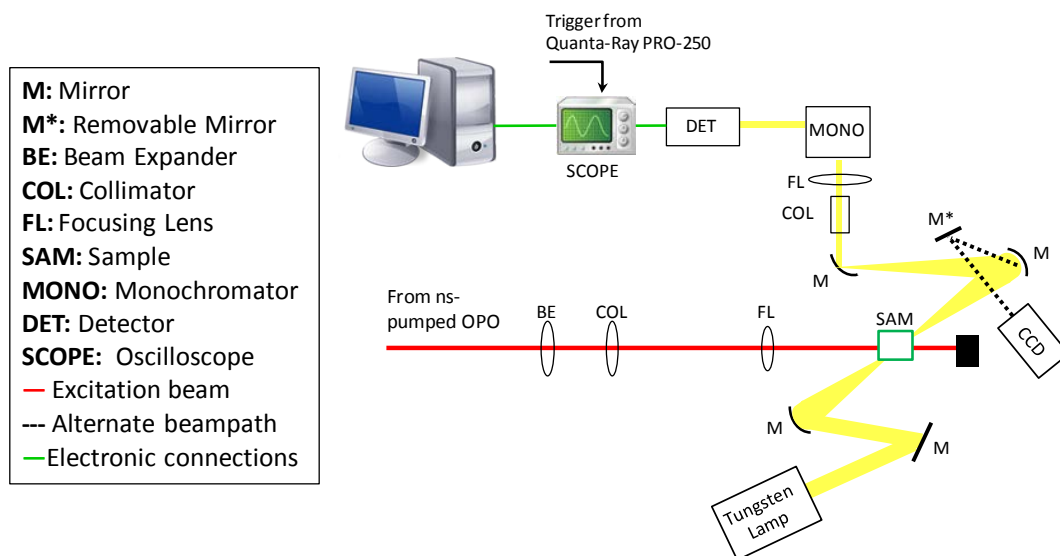 Trigger from
Quanta-Ray PRO-250
M: Mirror
M*: Removable Mirror
BE: Beam Expander
COL: Collimator
FL: Focusing Lens
SAM: Sample
MONO: Monochromator
DET: Detector
SCOPE: Oscilloscope
Excitation beam
--- Alternate beampath
Electronic connections
DET
MONO
SCOPE
FL
COL
M*
M
M
From ns-
pumped OPO
BE
COL
FL
SAM
CCD
M
M
Tungsten
Lamp